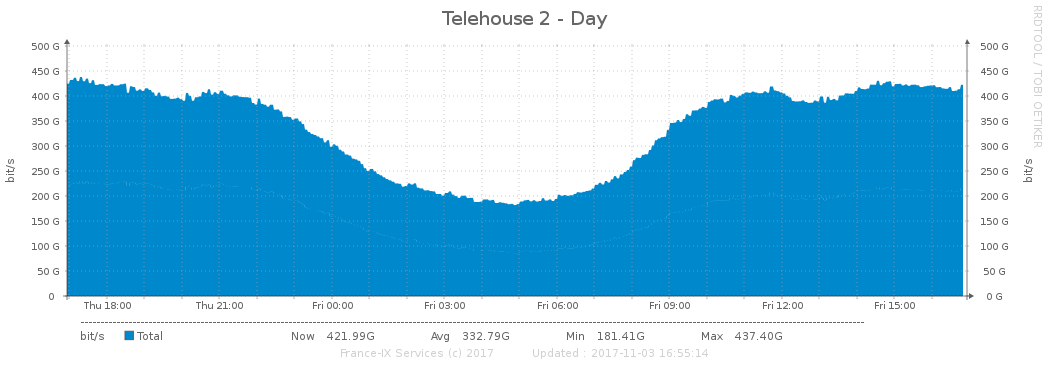 Telehouse 2 - Day
RRDTOOL / TOBI OETIKER
bit/s
500 G 500 G
450 G 450 G
400 G 400 G
350 G 350 G
300 G 300 G
250 G 250 G
200 G 200 G
150 G 150 G
100 G 100 G
50 G 50 G
0 0 G
bit/s
Thu 18:00 Thu 21:00 Fri 00:00 Fri 03:00 Fri 06:00 Fri 09:00 Fri 12:00 Fri 15:00
bit/s Total Now 421.99G Avg 332.79G Min 181.41G Max 437.40G
France-IX Services (c) 2017 Updated : 2017-11-03 16:55:14